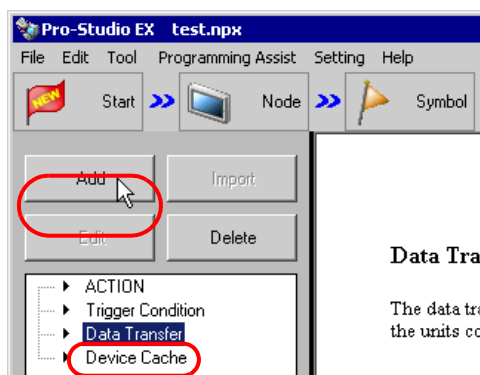 Pro-Studio EX test.npx
File Edit Tool Programming Assist Setting Help
NEW Start Node Symbol
Add Import
Edit Delete
ACTION
Trigger Condition
Data Transfer
Device Cache
Data Tra
The data tra
the units co